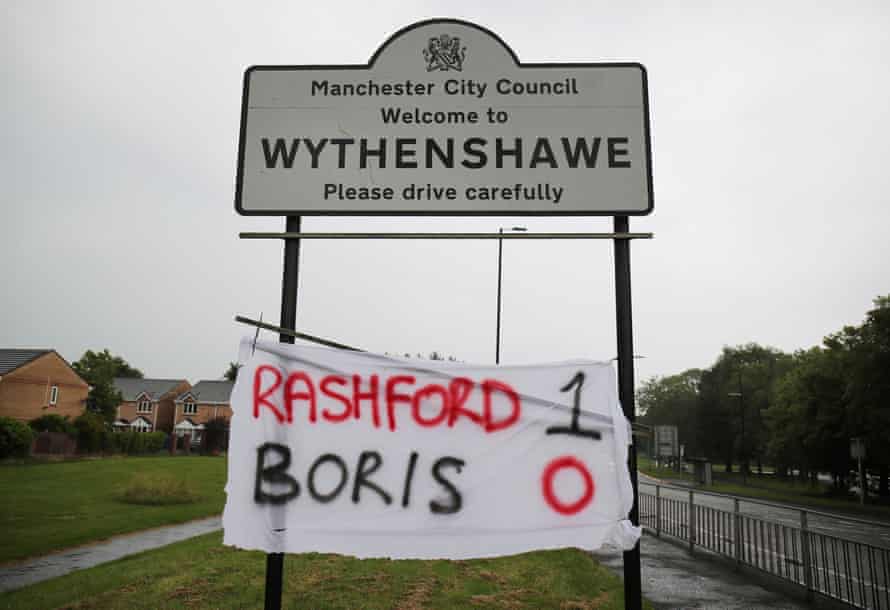 Manchester City Council
Welcome to
WYTHENSHAWE
Please drive carefully
RASHFORD 1
BORIS 0